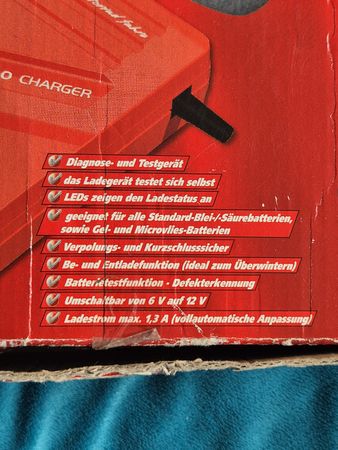 O CHARGER
Diagnose- und Testgerät
das Ladegerät testet sich selbst
LEDs zeigen den Ladestatus an
geeignet für alle Standard-Blei-/-Säurebatterien,
sowie Gel- und Microvlies-Batterien
Verpolungs- und Kurzschlusssicher
Be- und Entladefunktion (ideal zum Überwintern)
Batterietestfunktion - Defekterkennung
Umschaltbar von 6 V auf 12 V
Ladestrom max. 1,3 A (vollautomatische Anpassung)